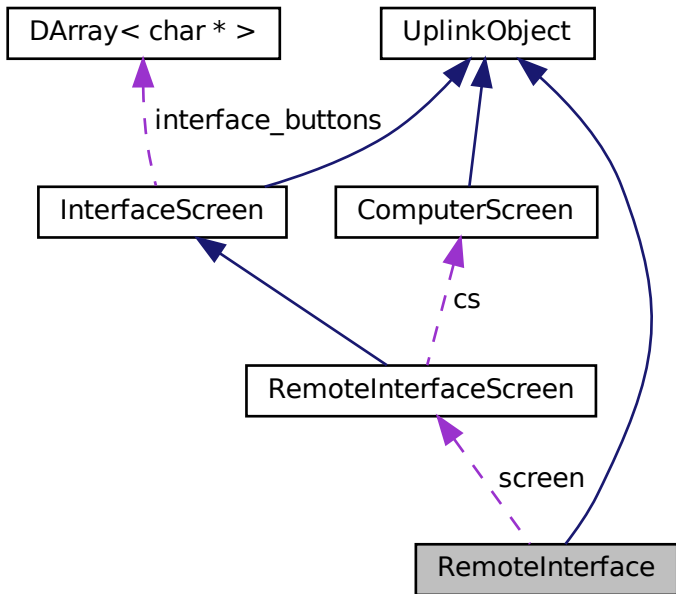 DArray< char * >
UplinkObject
interface_buttons
InterfaceScreen
ComputerScreen
cs
RemoteInterfaceScreen
screen
RemoteInterface